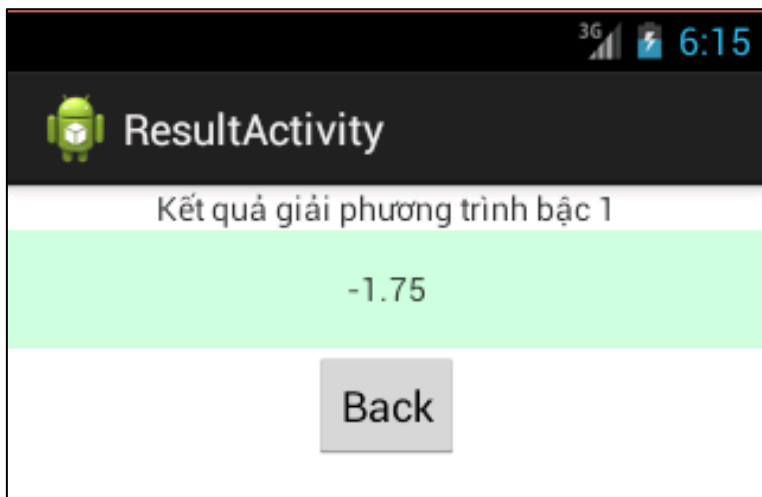 3G 6:15
ResultActivity
Kết quả giải phương trình bậc 1
-1.75
Back